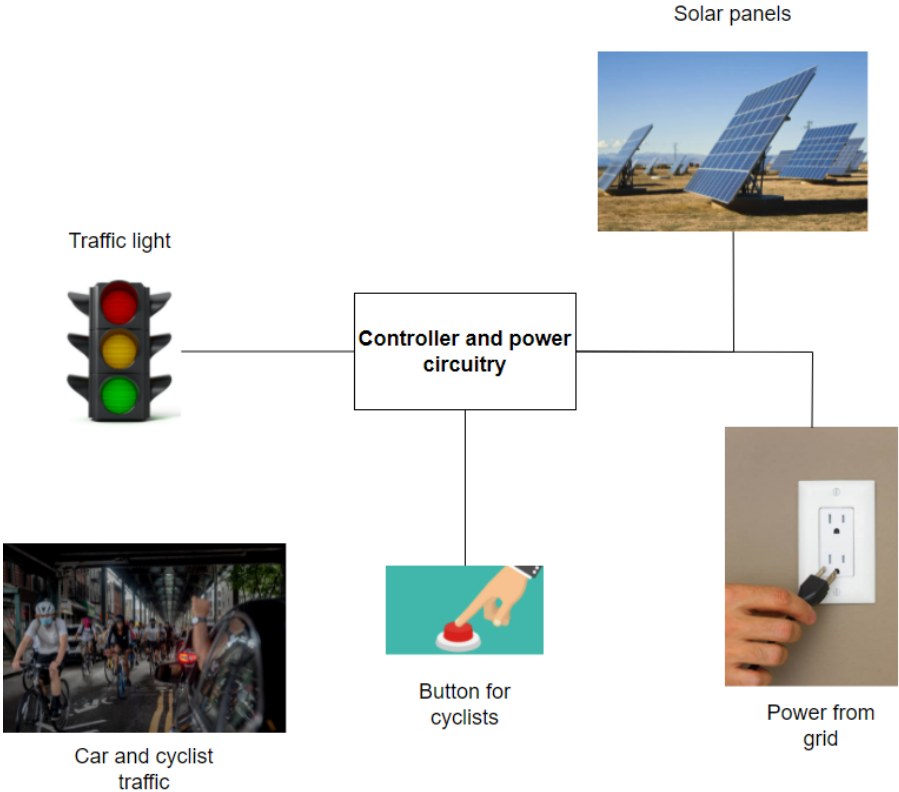 Solar panels
Traffic light
Controller and power
circuitry
Button for
cyclists
Power from
grid
Car and cyclist
traffic